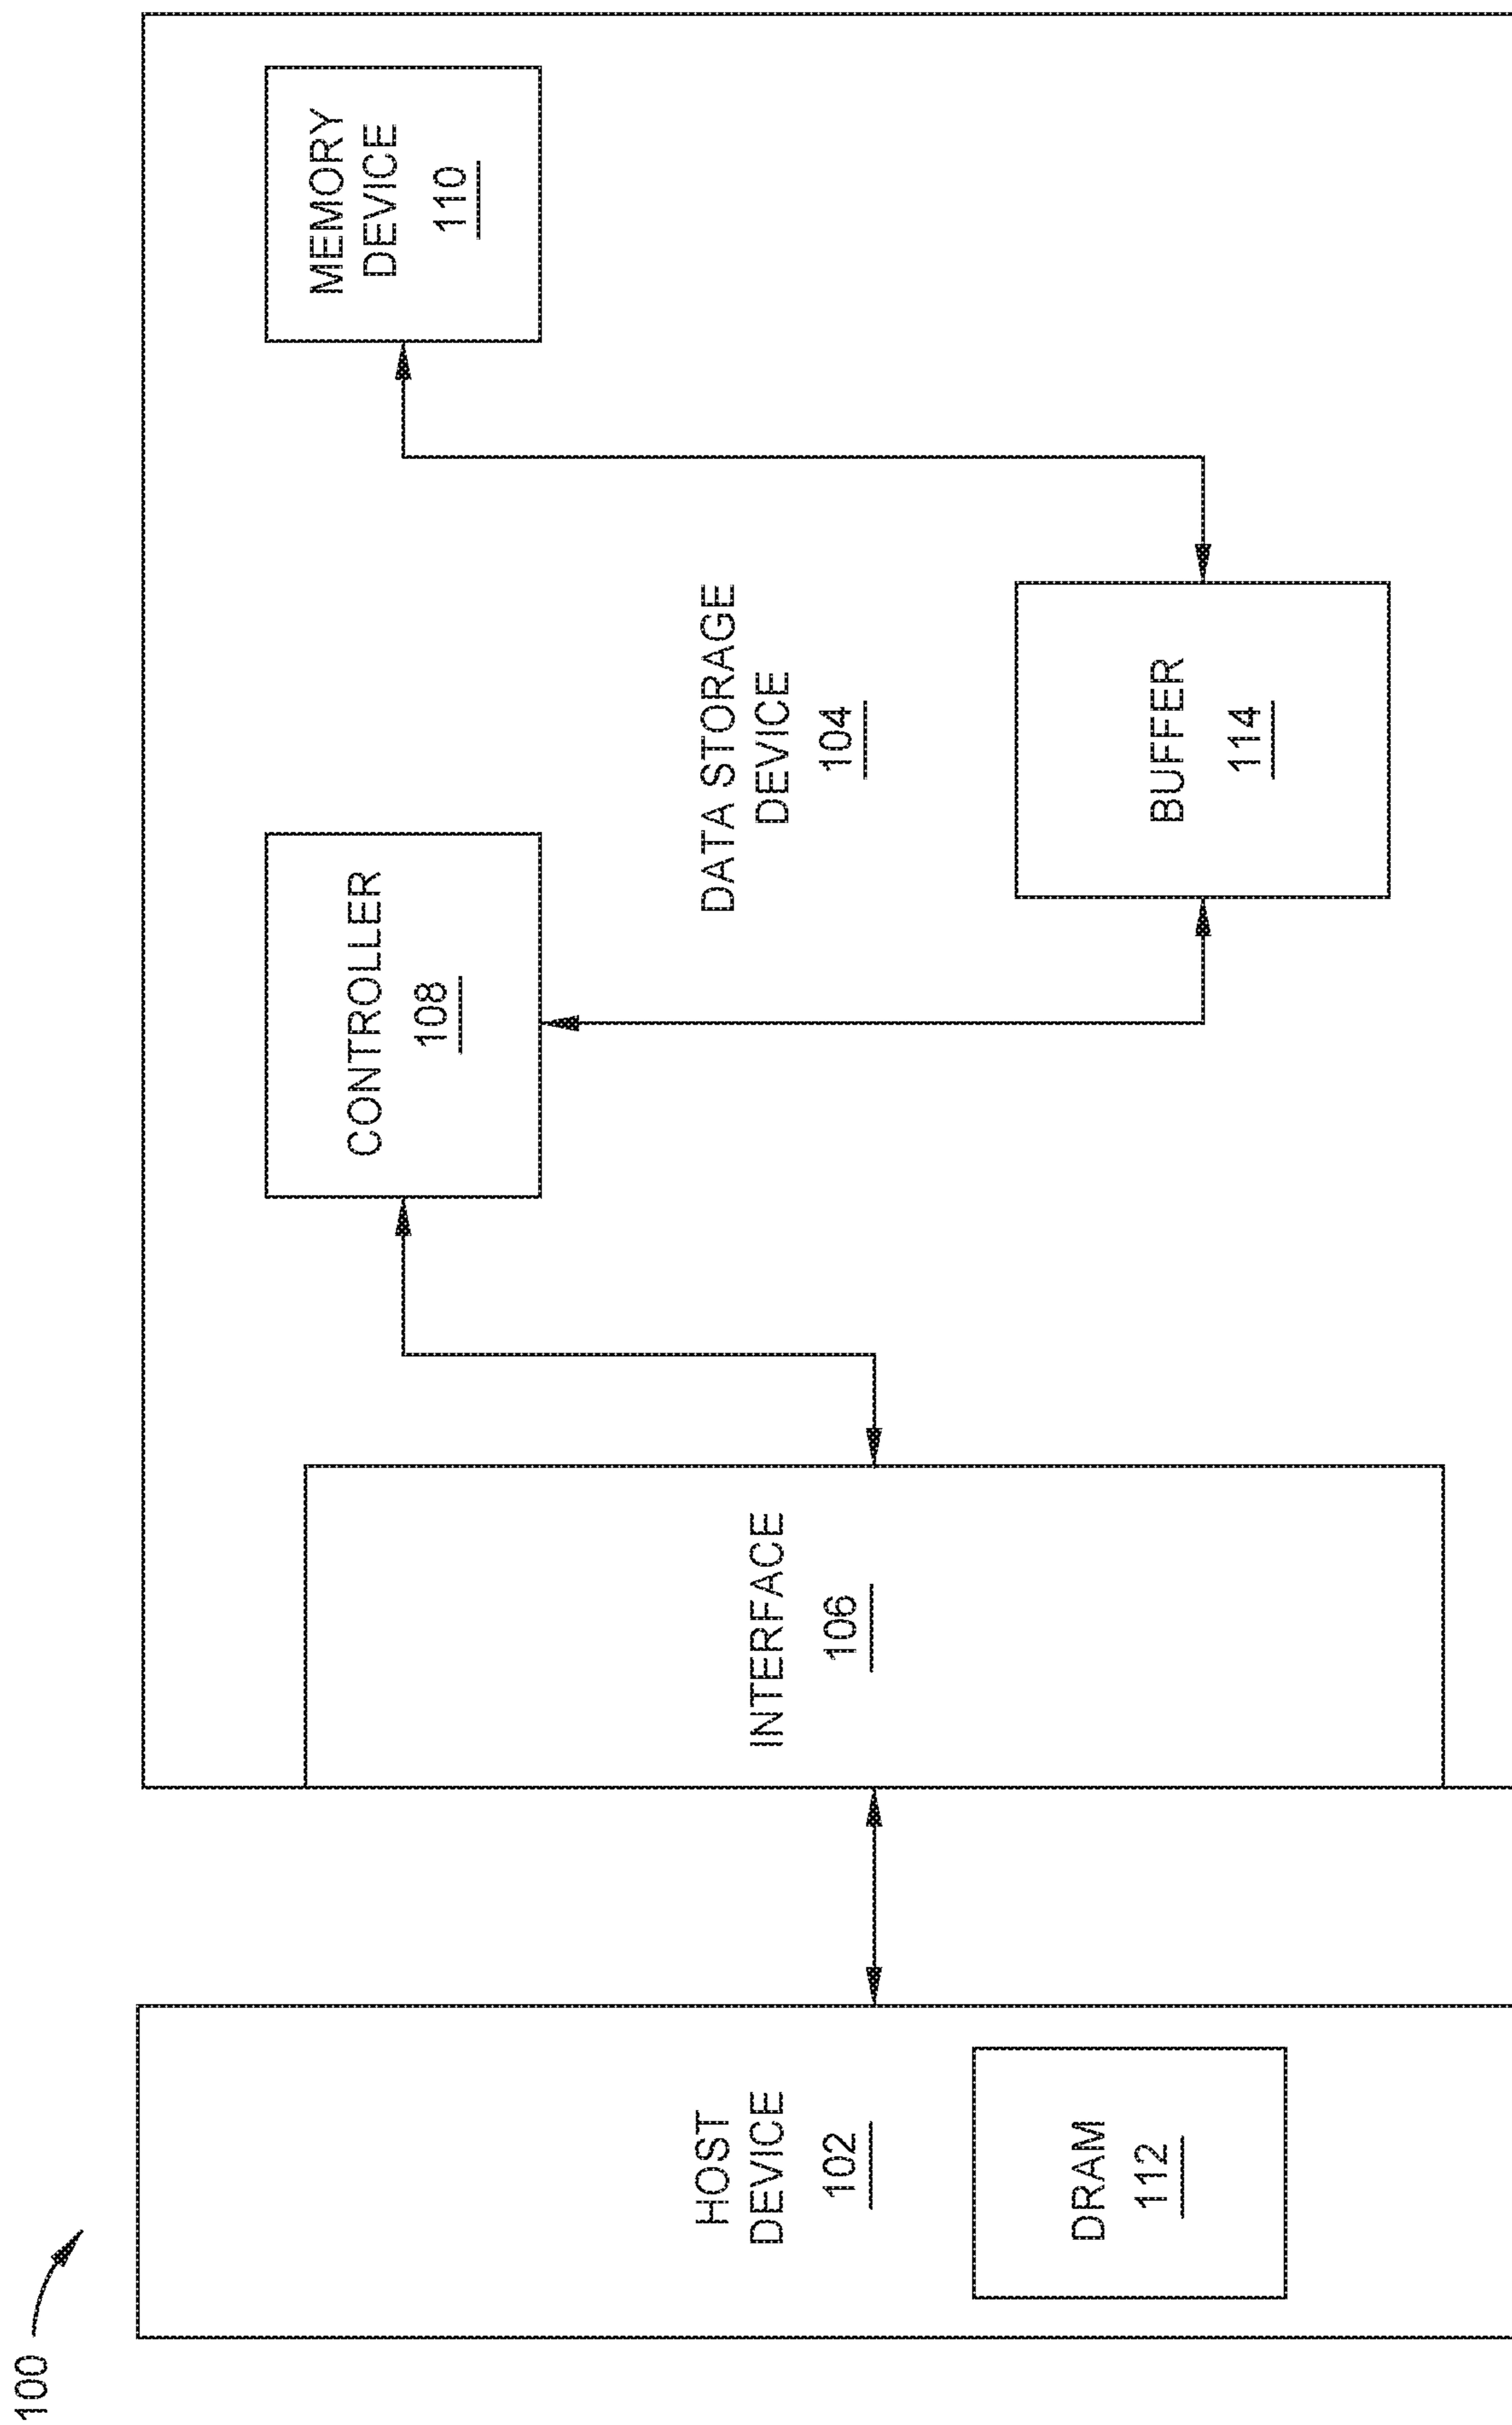 100
HOST
DEVICE
102
DRAM
112
INTERFACE
106
CONTROLLER
108
DATA STORAGE
DEVICE
104
BUFFER
114
MEMORY
DEVICE
110